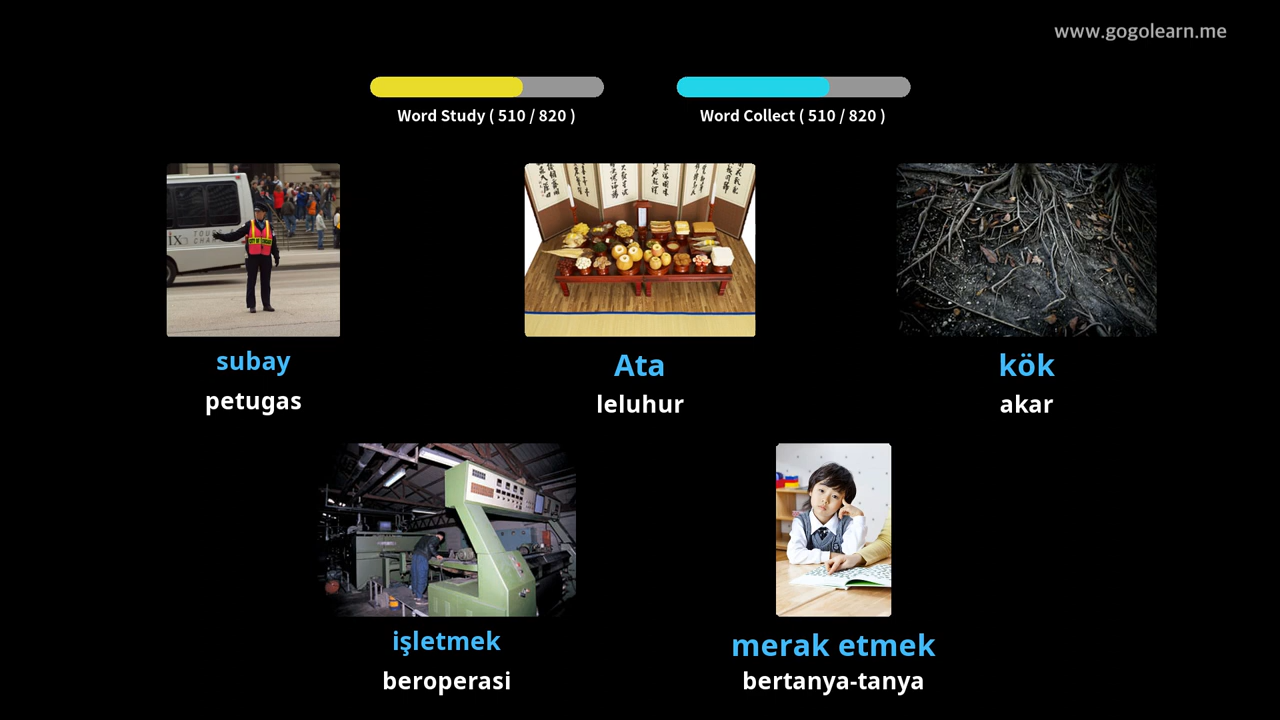 www.gogolearn.me
Word Study ( 510 / 820 )
Word Collect ( 510 / 820 )
subay
petugas
Ata
leluhur
kök
akar
işletmek
beroperasi
merak etmek
bertanya-tanya